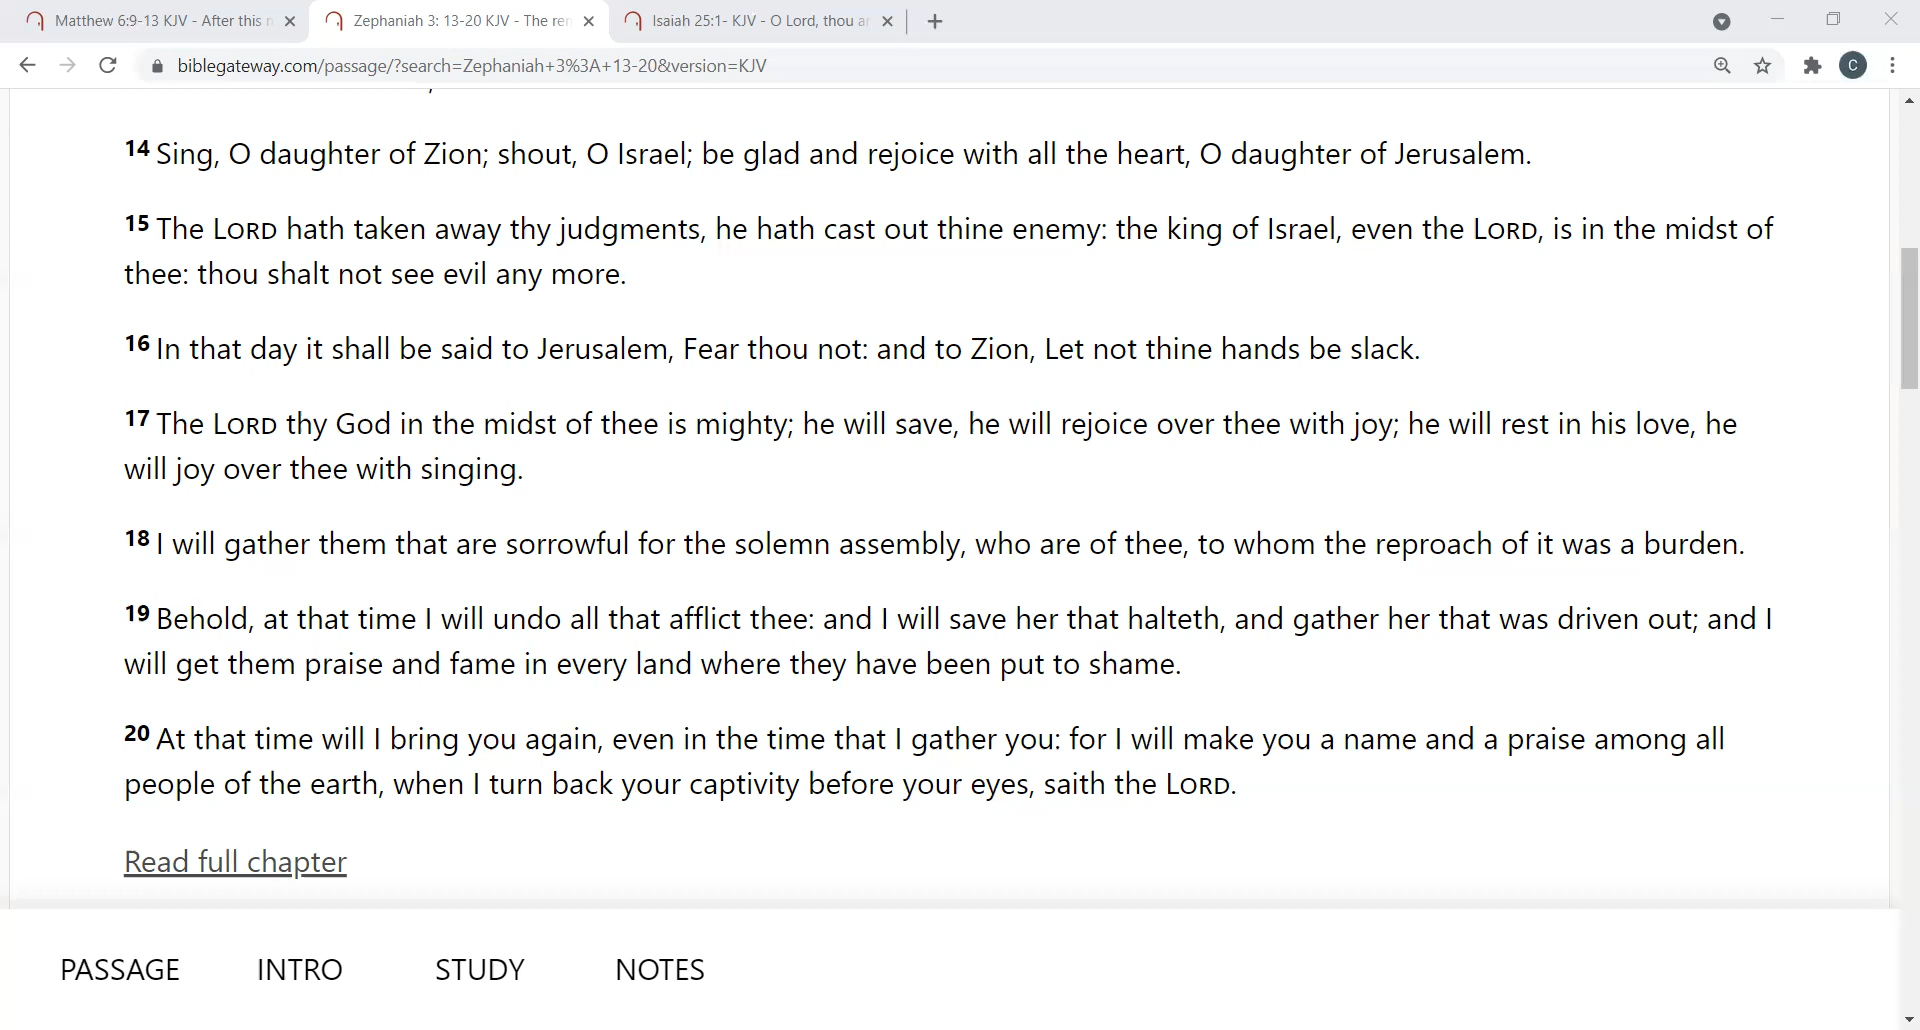 Matthew 6:9-13 KJV - After this
Zephaniah 3: 13-20 KJV - The rem
Isaiah 25:1- KJV - O Lord, thou ar
biblegateway.com/passage/?search=Zephaniah+3%3A+13-20&version=KJV
C
14 Sing, O daughter of Zion; shout, O Israel; be glad and rejoice with all the heart, O daughter of Jerusalem.
15 The LORD hath taken away thy judgments, he hath cast out thine enemy: the king of Israel, even the LORD, is in the midst of
thee: thou shalt not see evil any more.
16 In that day it shall be said to Jerusalem, Fear thou not: and to Zion, Let not thine hands be slack.
17 The LORD thy God in the midst of thee is mighty; he will save, he will rejoice over thee with joy; he will rest in his love, he
will joy over thee with singing.
18 I will gather them that are sorrowful for the solemn assembly, who are of thee, to whom the reproach of it was a burden.
19 Behold, at that time I will undo all that afflict thee: and I will save her that halteth, and gather her that was driven out; and I
will get them praise and fame in every land where they have been put to shame.
20 At that time will I bring you again, even in the time that I gather you: for I will make you a name and a praise among all
people of the earth, when I turn back your captivity before your eyes, saith the LORD.
Read full chapter
PASSAGE INTRO STUDY NOTES